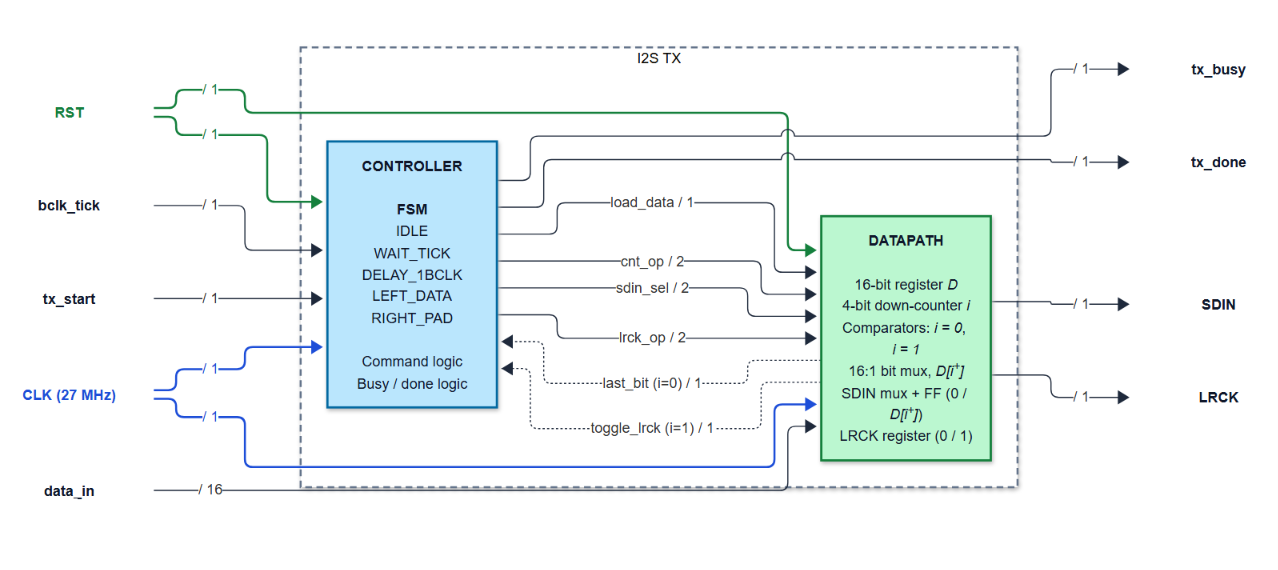 I2S TX
/ 1
tx_busy
RST
/ 1
/ 1
CONTROLLER
FSM
IDLE
WAIT_TICK
DELAY_1BCLK
LEFT_DATA
RIGHT_PAD
Command logic
Busy / done logic
/ 1
tx_done
bclk_tick
/ 1
load_data / 1
cnt_op / 2
sdin_sel / 2
lrck_op / 2
last_bit (i=0) / 1
toggle_lrck (i=1) / 1
DATAPATH
16-bit register D
4-bit down-counter i
Comparators: i = 0,
i = 1
16:1 bit mux, D[i⁺]
SDIN mux + FF (0 /
D[i⁺])
LRCK register (0 / 1)
tx_start
/ 1
/ 1
SDIN
CLK (27 MHz)
/ 1
/ 1
/ 1
LRCK
data_in
/ 16